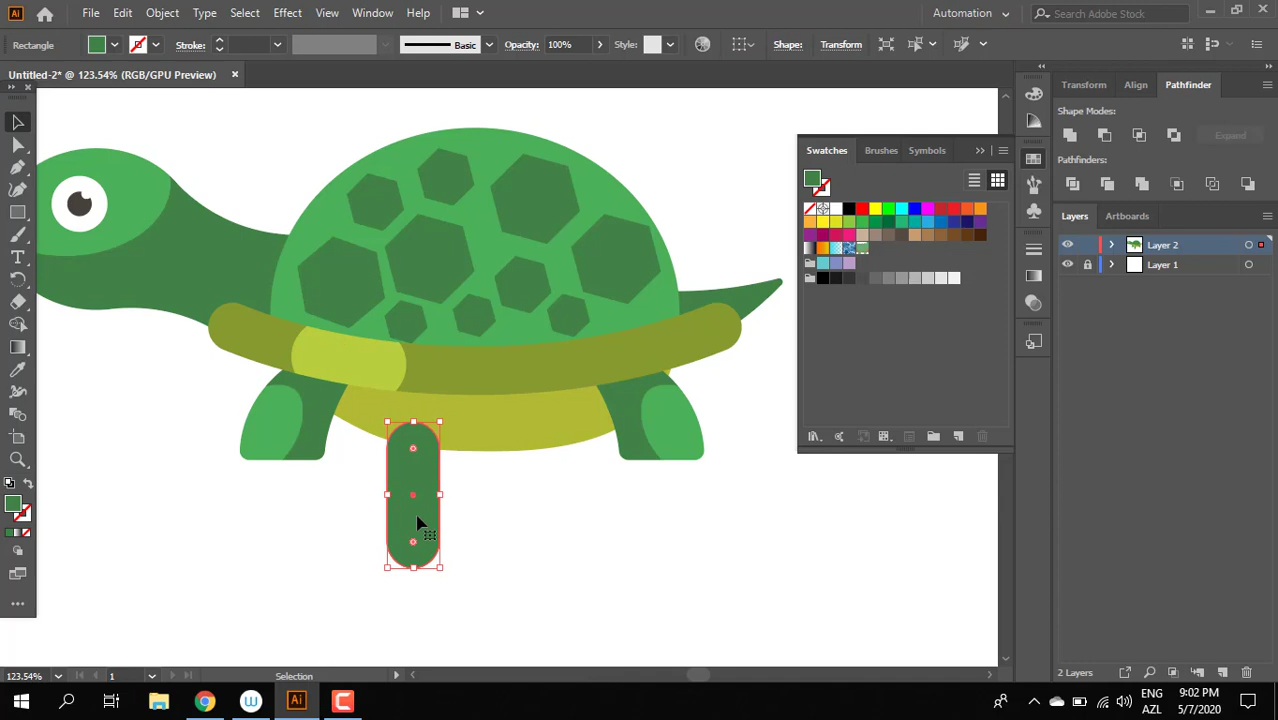 Ai File Edit Object Type Select Effect View Window Help Automation Search Adobe Stock
Rectangle Stroke: Basic Opacity: 100% Style: Shape: Transform
Untitled-2* @ 123.54% (RGB/GPU Preview)
Transform Align Pathfinder
Shape Modes:
Expand
Pathfinders:
Swatches Brushes Symbols
Layers Artboards
Layer 2
Layer 1
123.54% 1 Selection
2 Layers
Ai
ENG
AZL
9:02 PM
5/7/2020